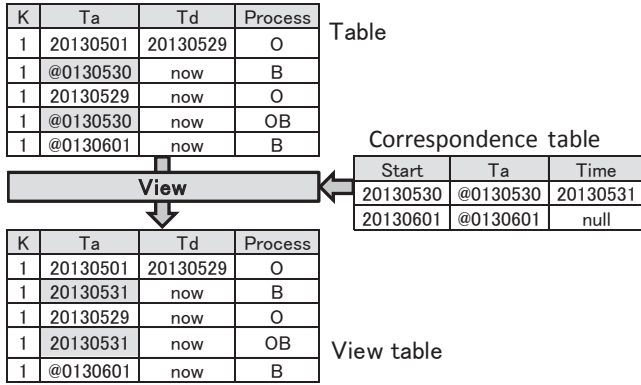 K Ta Td Process
1 20130501 20130529 O
1 @0130530 now B
1 20130529 now O
1 @0130530 now OB
1 @0130601 now B
Table
Correspondence table
Start Ta Time
20130530 @0130530 20130531
20130601 @0130601 null
View
K Ta Td Process
1 20130501 20130529 O
1 20130531 now B
1 20130529 now O
1 20130531 now OB
1 @0130601 now B
View table